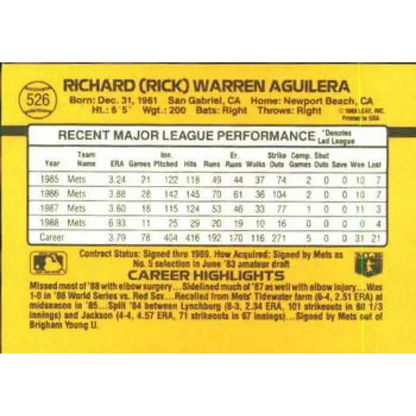 526
RICHARD (RICK) WARREN AGUILERA
Born: Dec. 31, 1961 San Gabriel, CA Home: Newport Beach, CA
Ht.: 6' 5" Wgt.: 200 Bats: Right Throws: Right
© 1988 LEAF, INC.
Printed in USA
RECENT MAJOR LEAGUE PERFORMANCE *Denotes Led League
Year Team Name ERA Games Inn. Pitched Hits Runs Er. Runs Walks Strike Outs Comp. Games Shut Outs Save Won Lost
1985 Mets 3.24 21 122 118 49 44 37 74 2 0 0 10 7
1986 Mets 3.88 28 142 145 70 61 36 104 2 0 0 10 7
1987 Mets 3.60 18 115 124 53 46 33 77 1 0 0 11 3
1988 Mets 6.93 11 25 29 20 19 10 16 0 0 0 0 4
Career 3.79 78 404 416 192 170 116 271 5 0 0 31 21
Contract Status: Signed thru 1989. How Acquired: Signed by Mets as
No. 5 selection in June '83 amateur draft
CAREER HIGHLIGHTS
Missed most of '88 with elbow surgery... Sidelined much of '87 as well with elbow injury... Was
1-0 in '86 World Series vs. Red Sox... Recalled from Mets' Tidewater farm (6-4, 2.51 ERA) at
midseason in '85... Split '84 between Lynchburg (8-3, 2.34 ERA, 101 strikeouts in 88 1/3
innings) and Jackson (4-4, 4.57 ERA, 71 strikeouts in 67 innings)... Signed by Mets out of
Brigham Young U.